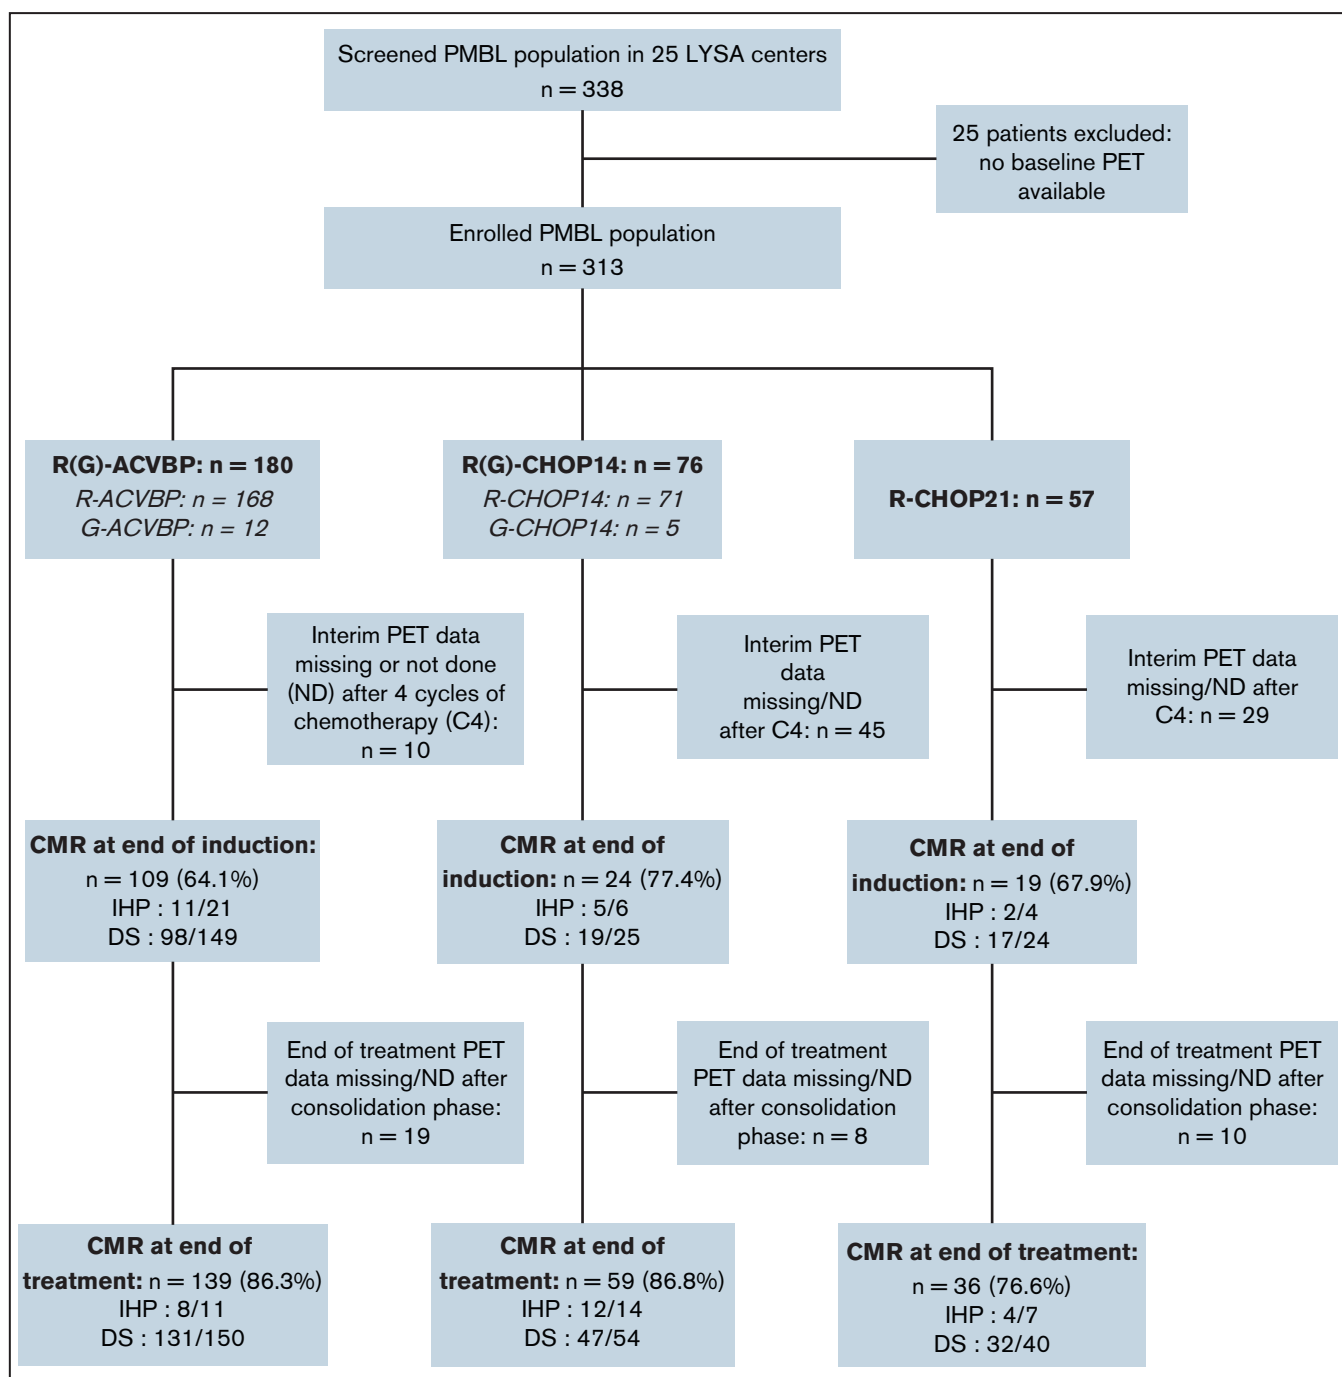 Screened PMBL population in 25 LYSA centers
n = 338
25 patients excluded:
no baseline PET
available
Enrolled PMBL population
n = 313
R(G)-ACVBP: n = 180
R-ACVBP: n = 168
G-ACVBP: n = 12
R(G)-CHOP14: n = 76
R-CHOP14: n = 71
G-CHOP14: n = 5
R-CHOP21: n = 57
Interim PET data
missing or not done
(ND) after 4 cycles of
chemotherapy (C4):
n = 10
Interim PET
data
missing/ND
after C4: n = 45
Interim PET data
missing/ND after
C4: n = 29
CMR at end of induction:
n = 109 (64.1%)
IHP : 11/21
DS : 98/149
CMR at end of
induction: n = 24 (77.4%)
IHP : 5/6
DS : 19/25
CMR at end of
induction: n = 19 (67.9%)
IHP : 2/4
DS : 17/24
End of treatment PET
data missing/ND after
consolidation phase:
n = 19
End of treatment
PET data missing/ND
after consolidation
phase: n = 8
End of treatment PET
data missing/ND after
consolidation phase:
n = 10
CMR at end of
treatment: n = 139 (86.3%)
IHP : 8/11
DS : 131/150
CMR at end of
treatment: n = 59 (86.8%)
IHP : 12/14
DS : 47/54
CMR at end of treatment:
n = 36 (76.6%)
IHP : 4/7
DS : 32/40